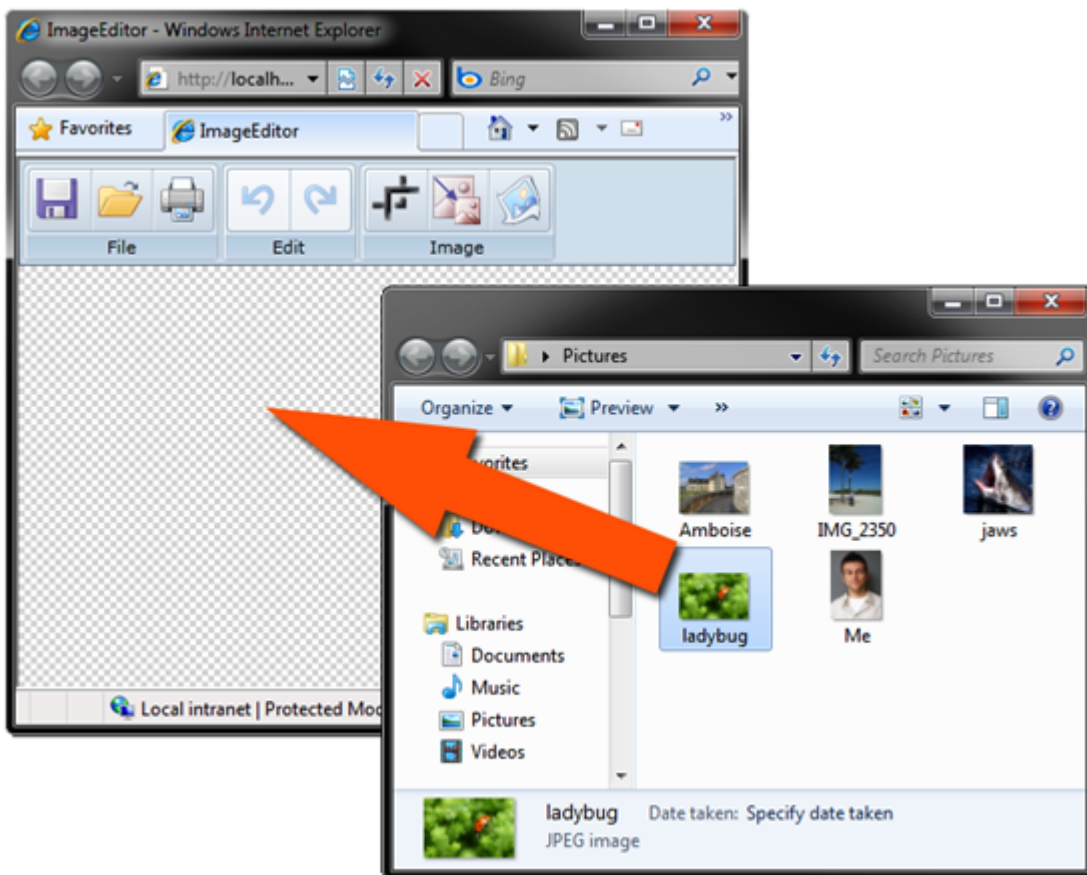 ImageEditor - Windows Internet Explorer
http://localh...
Bing
Favorites
ImageEditor
File
Edit
Image
Local intranet | Protected Mod
Pictures
Search Pictures
Organize
Preview
»
vorites
Recent Places
Libraries
Documents
Music
Pictures
Videos
Amboise
IMG_2350
jaws
ladybug
Me
ladybug
Date taken: Specify date taken
JPEG image